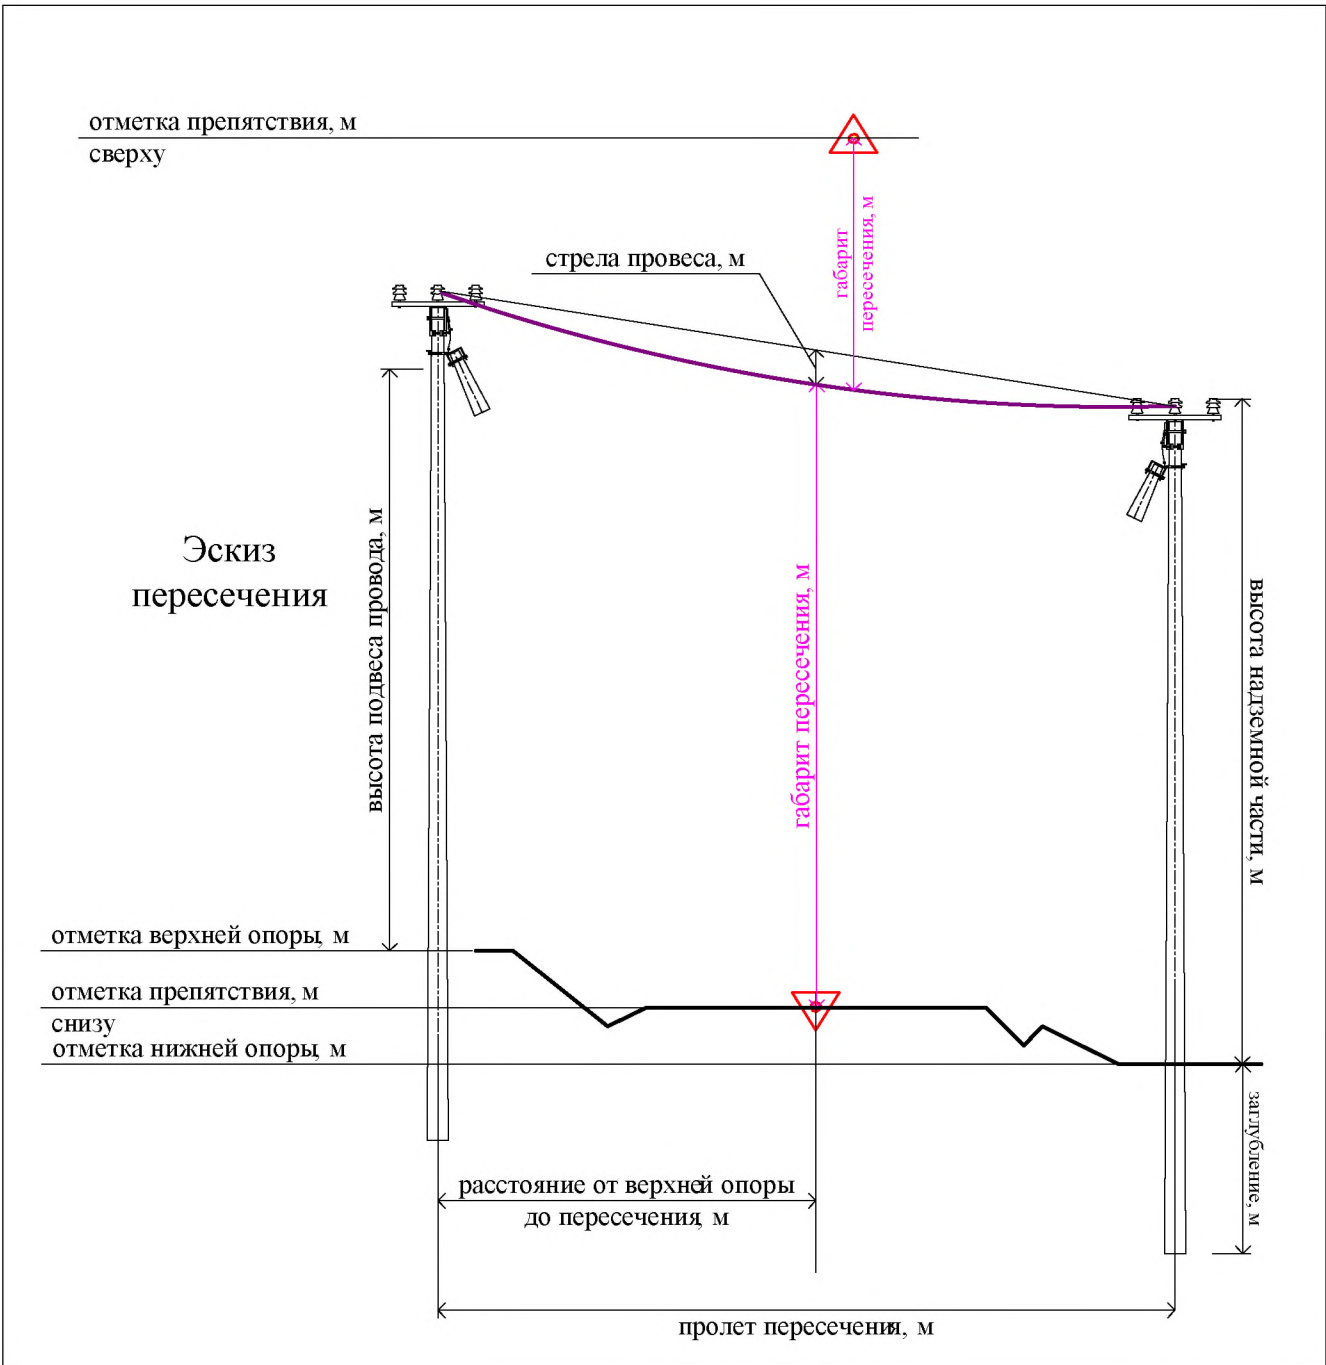 отметка препятствия, м
сверху
габарит
пересечения, м
стрела провеса, м
Эскиз
пересечения
высота подвеса провода, м
габарит пересечения, м
высота надземной части, м
отметка верхней опоры, м
отметка препятствия, м
снизу
отметка нижней опоры, м
заглубление, м
расстояние от верхней опоры
до пересечения, м
пролет пересечения, м